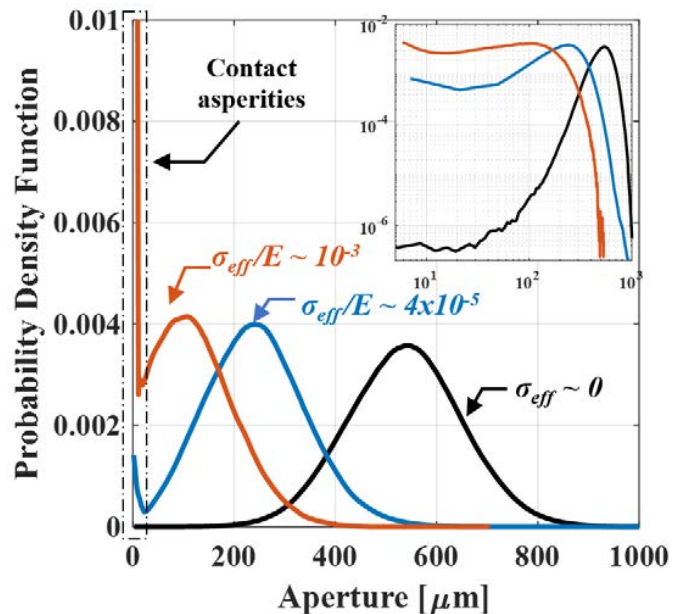 Probability Density Function
0.01
0.008
0.006
0.004
0.002
0
Contact
asperities
σeff/E ~ 10⁻³
σeff/E ~ 4x10⁻⁵
σeff ~ 0
10⁻²
10⁻⁴
10⁻⁶
10¹ 10² 10³
0 200 400 600 800 1000
Aperture [μm]